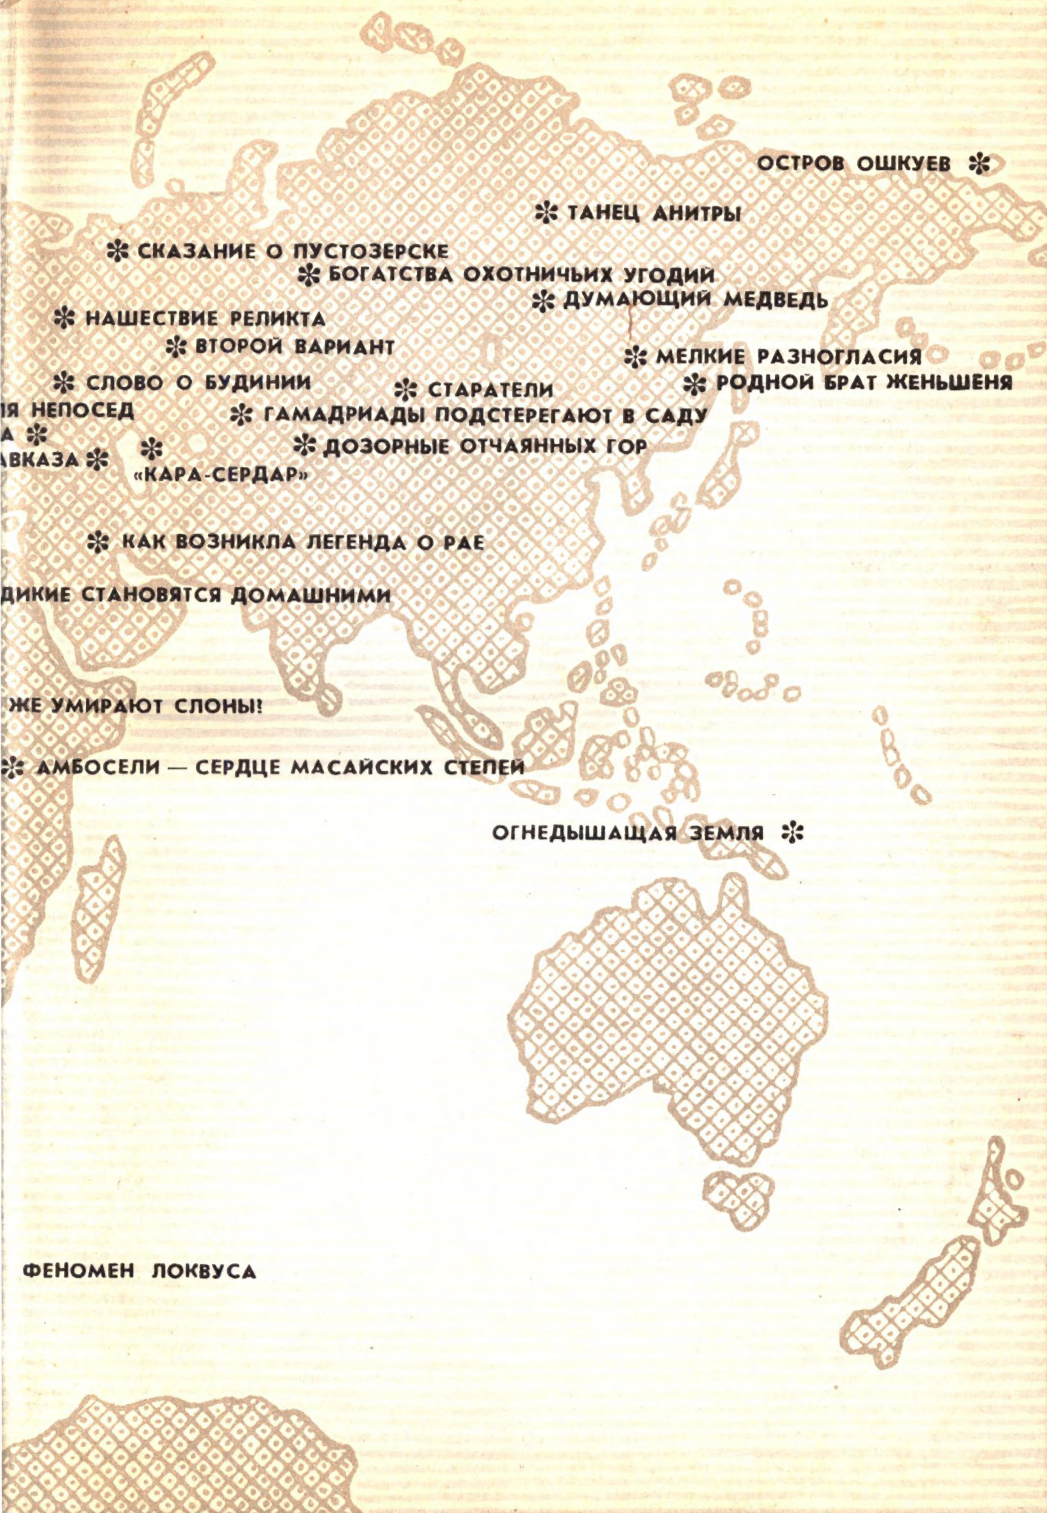 ОСТРОВ ОШКУЕВ ✻
✻ ТАНЕЦ АНИТРЫ
✻ СКАЗАНИЕ О ПУСТОЗЕРСКЕ
✻ БОГАТСТВА ОХОТНИЧЬИХ УГОДИЙ
✻ ДУМАЮЩИЙ МЕДВЕДЬ
✻ НАШЕСТВИЕ РЕЛИКТА
✻ ВТОРОЙ ВАРИАНТ
✻ МЕЛКИЕ РАЗНОГЛАСИЯ
✻ СЛОВО О БУДИНИИ
✻ СТАРАТЕЛИ
✻ РОДНОЙ БРАТ ЖЕНЬШЕНЯ
ЛЯ НЕПОСЕД
✻ ГАМАДРИАДЫ ПОДСТЕРЕГАЮТ В САДУ
А ✻
АВКАЗА ✻
✻ «КАРА-СЕРДАР»
✻ ДОЗОРНЫЕ ОТЧАЯННЫХ ГОР
✻ КАК ВОЗНИКЛА ЛЕГЕНДА О РАЕ
ДИКИЕ СТАНОВЯТСЯ ДОМАШНИМИ
ЖЕ УМИРАЮТ СЛОНЫ?
✻ АМБОСЕЛИ — СЕРДЦЕ МАСАЙСКИХ СТЕПЕЙ
ОГНЕДЫШАЩАЯ ЗЕМЛЯ ✻
ФЕНОМЕН ЛОКВУСА